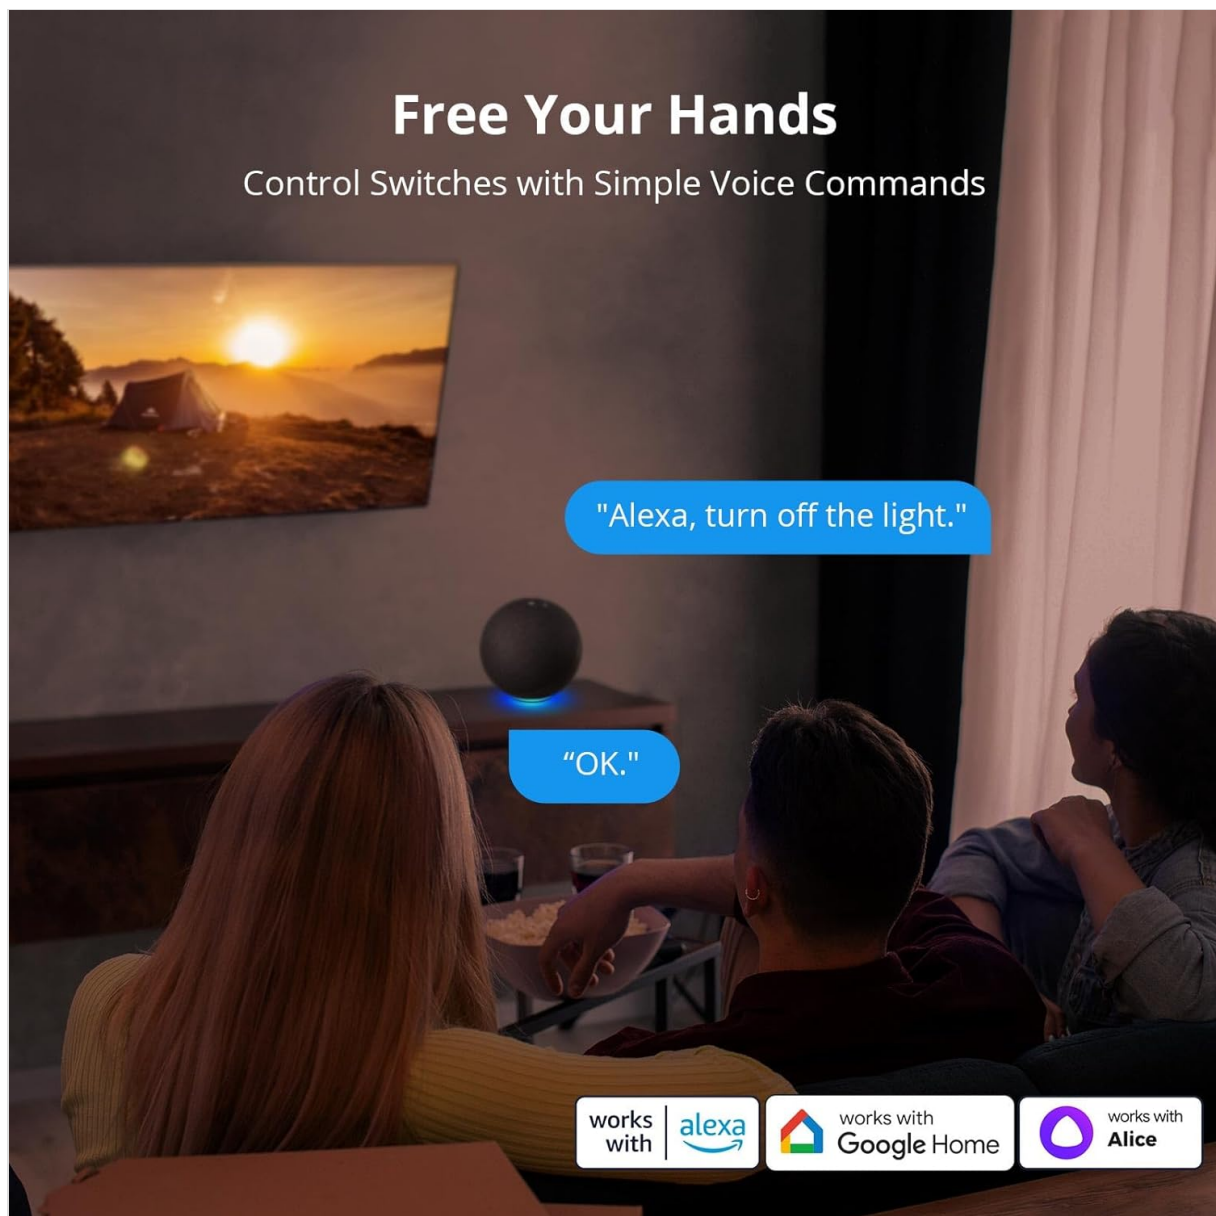 Free Your Hands
Control Switches with Simple Voice Commands
"Alexa, turn off the light."
“OK."
works
with
alexa
works with
Google Home
works with
Alice